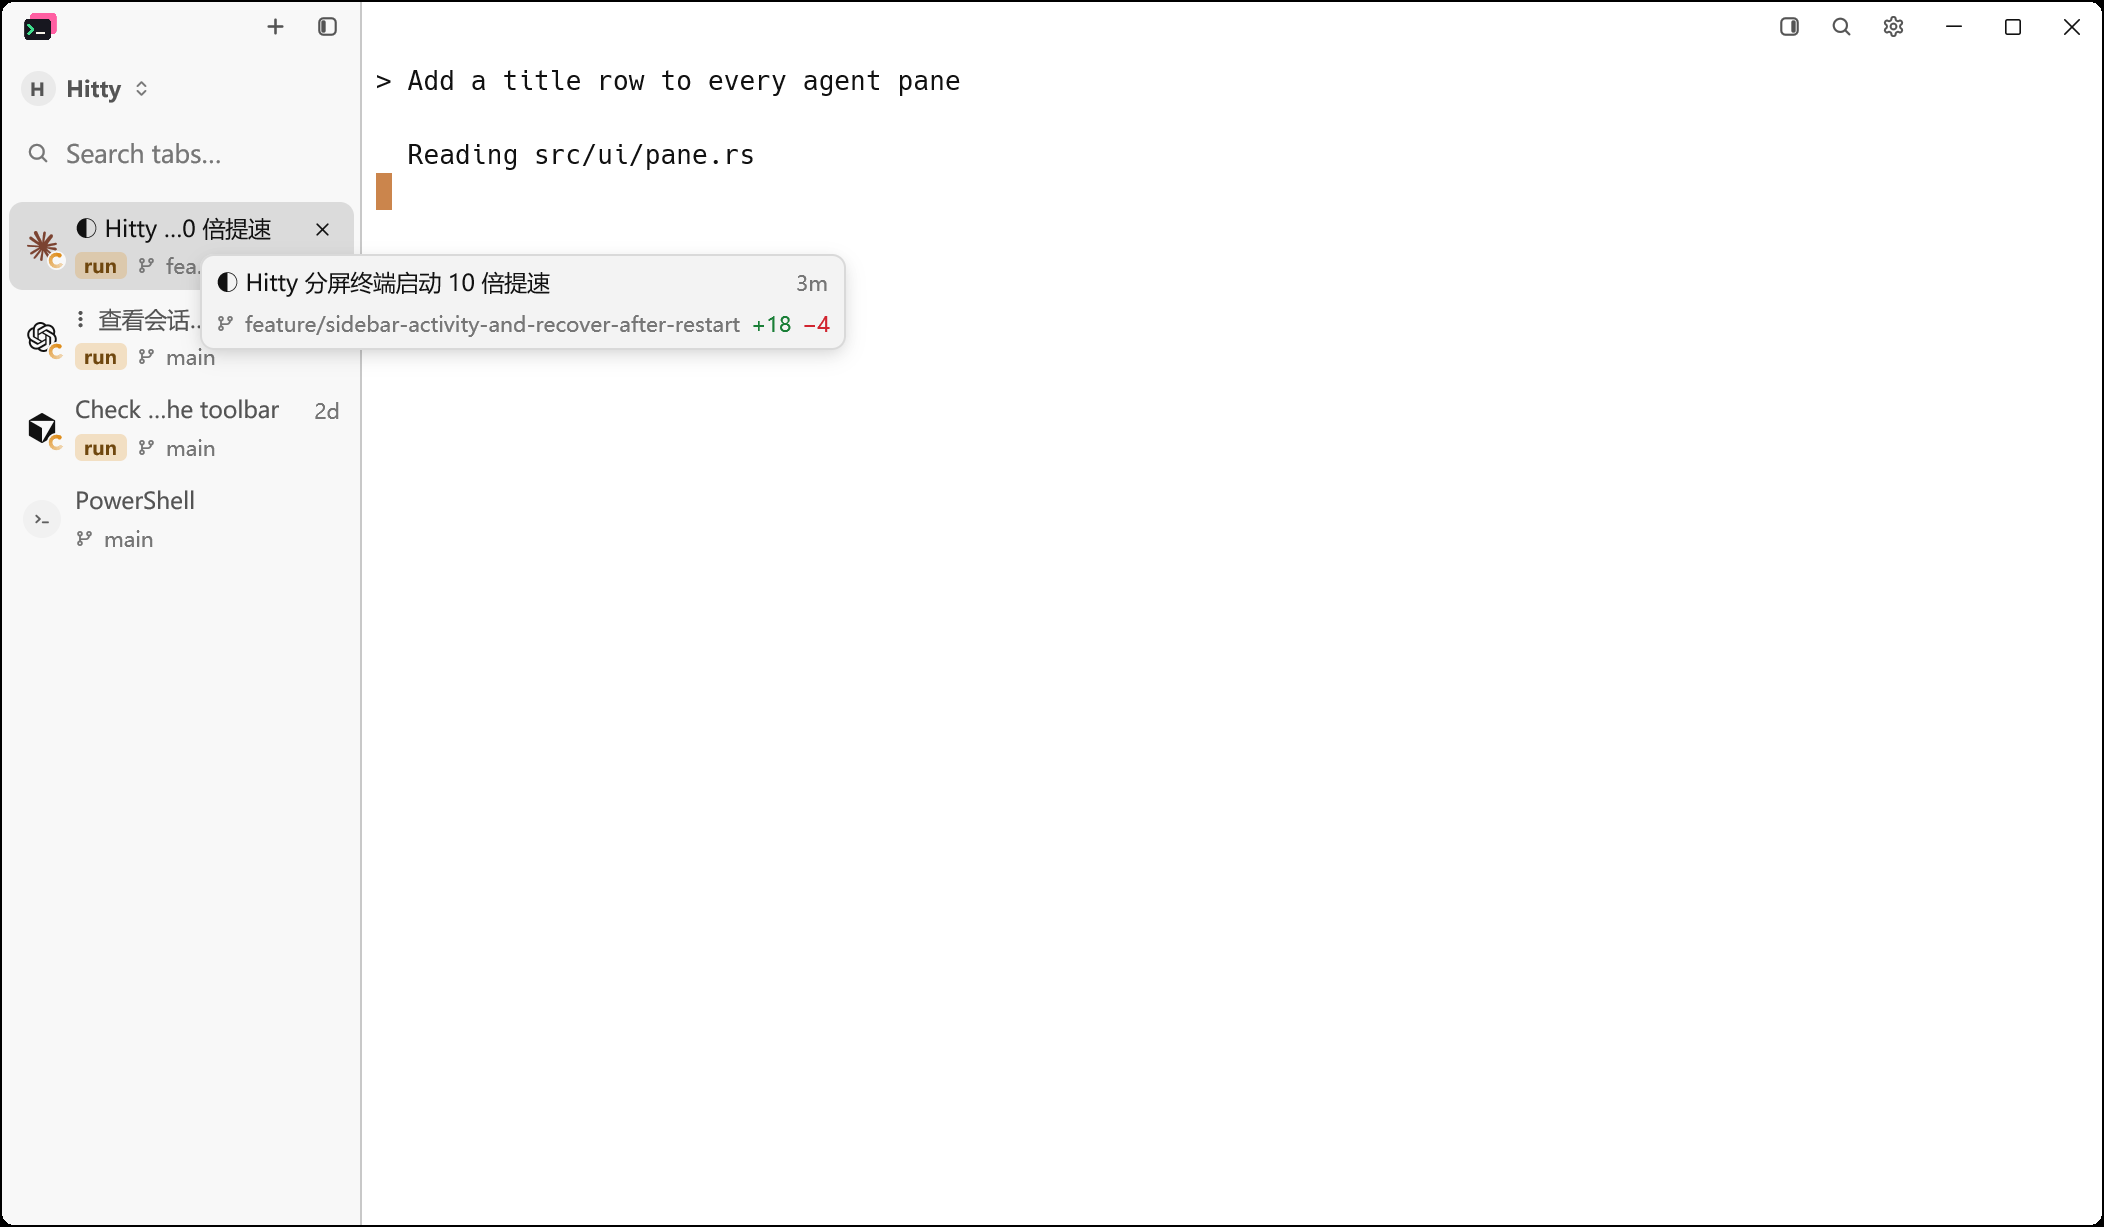 H Hitty
Search tabs...
Hitty ...0 倍提速
run fea.
Hitty 分屏终端启动 10 倍提速 3m
feature/sidebar-activity-and-recover-after-restart +18 −4
查看会话..
run main
Check ...he toolbar 2d
run main
PowerShell
main
> Add a title row to every agent pane
Reading src/ui/pane.rs